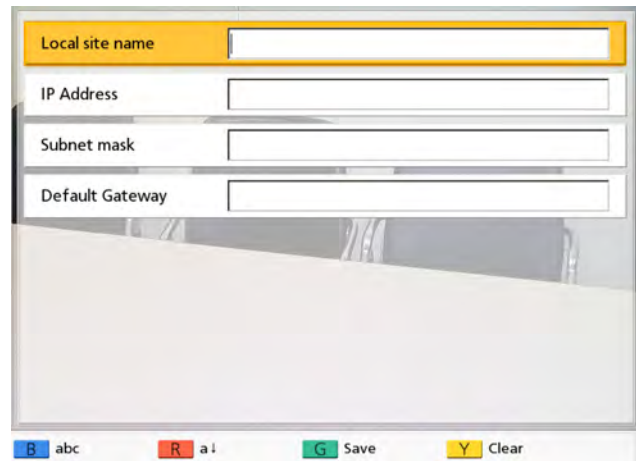 Local site name
IP Address
Subnet mask
Default Gateway
B abc R a↓ G Save Y Clear